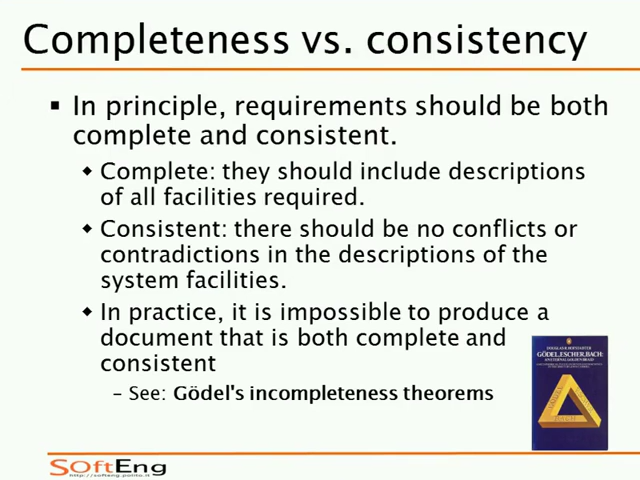 Completeness vs. consistency
▪ In principle, requirements should be both
complete and consistent.
◆ Complete: they should include descriptions
of all facilities required.
◆ Consistent: there should be no conflicts or
contradictions in the descriptions of the
system facilities.
◆ In practice, it is impossible to produce a
document that is both complete and
consistent
– See: Gödel's incompleteness theorems
GÖDEL, ESCHER, BACH:
SOftEng
http://softeng.polito.it